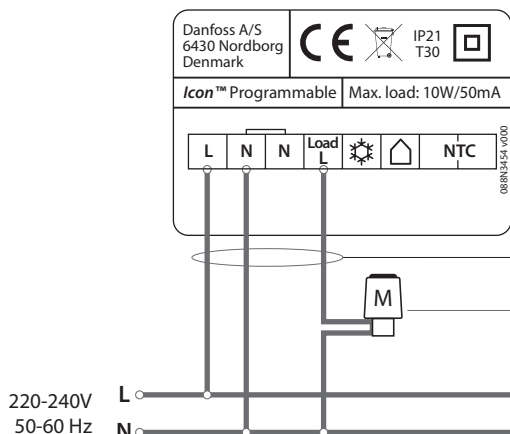 Danfoss A/S
6430 Nordborg
Denmark
CE
IP21
T30
Icon™ Programmable
Max. load: 10W/50mA
L N N Load L NTC
088N3454 v000
M
220-240V
50-60 Hz
L
N